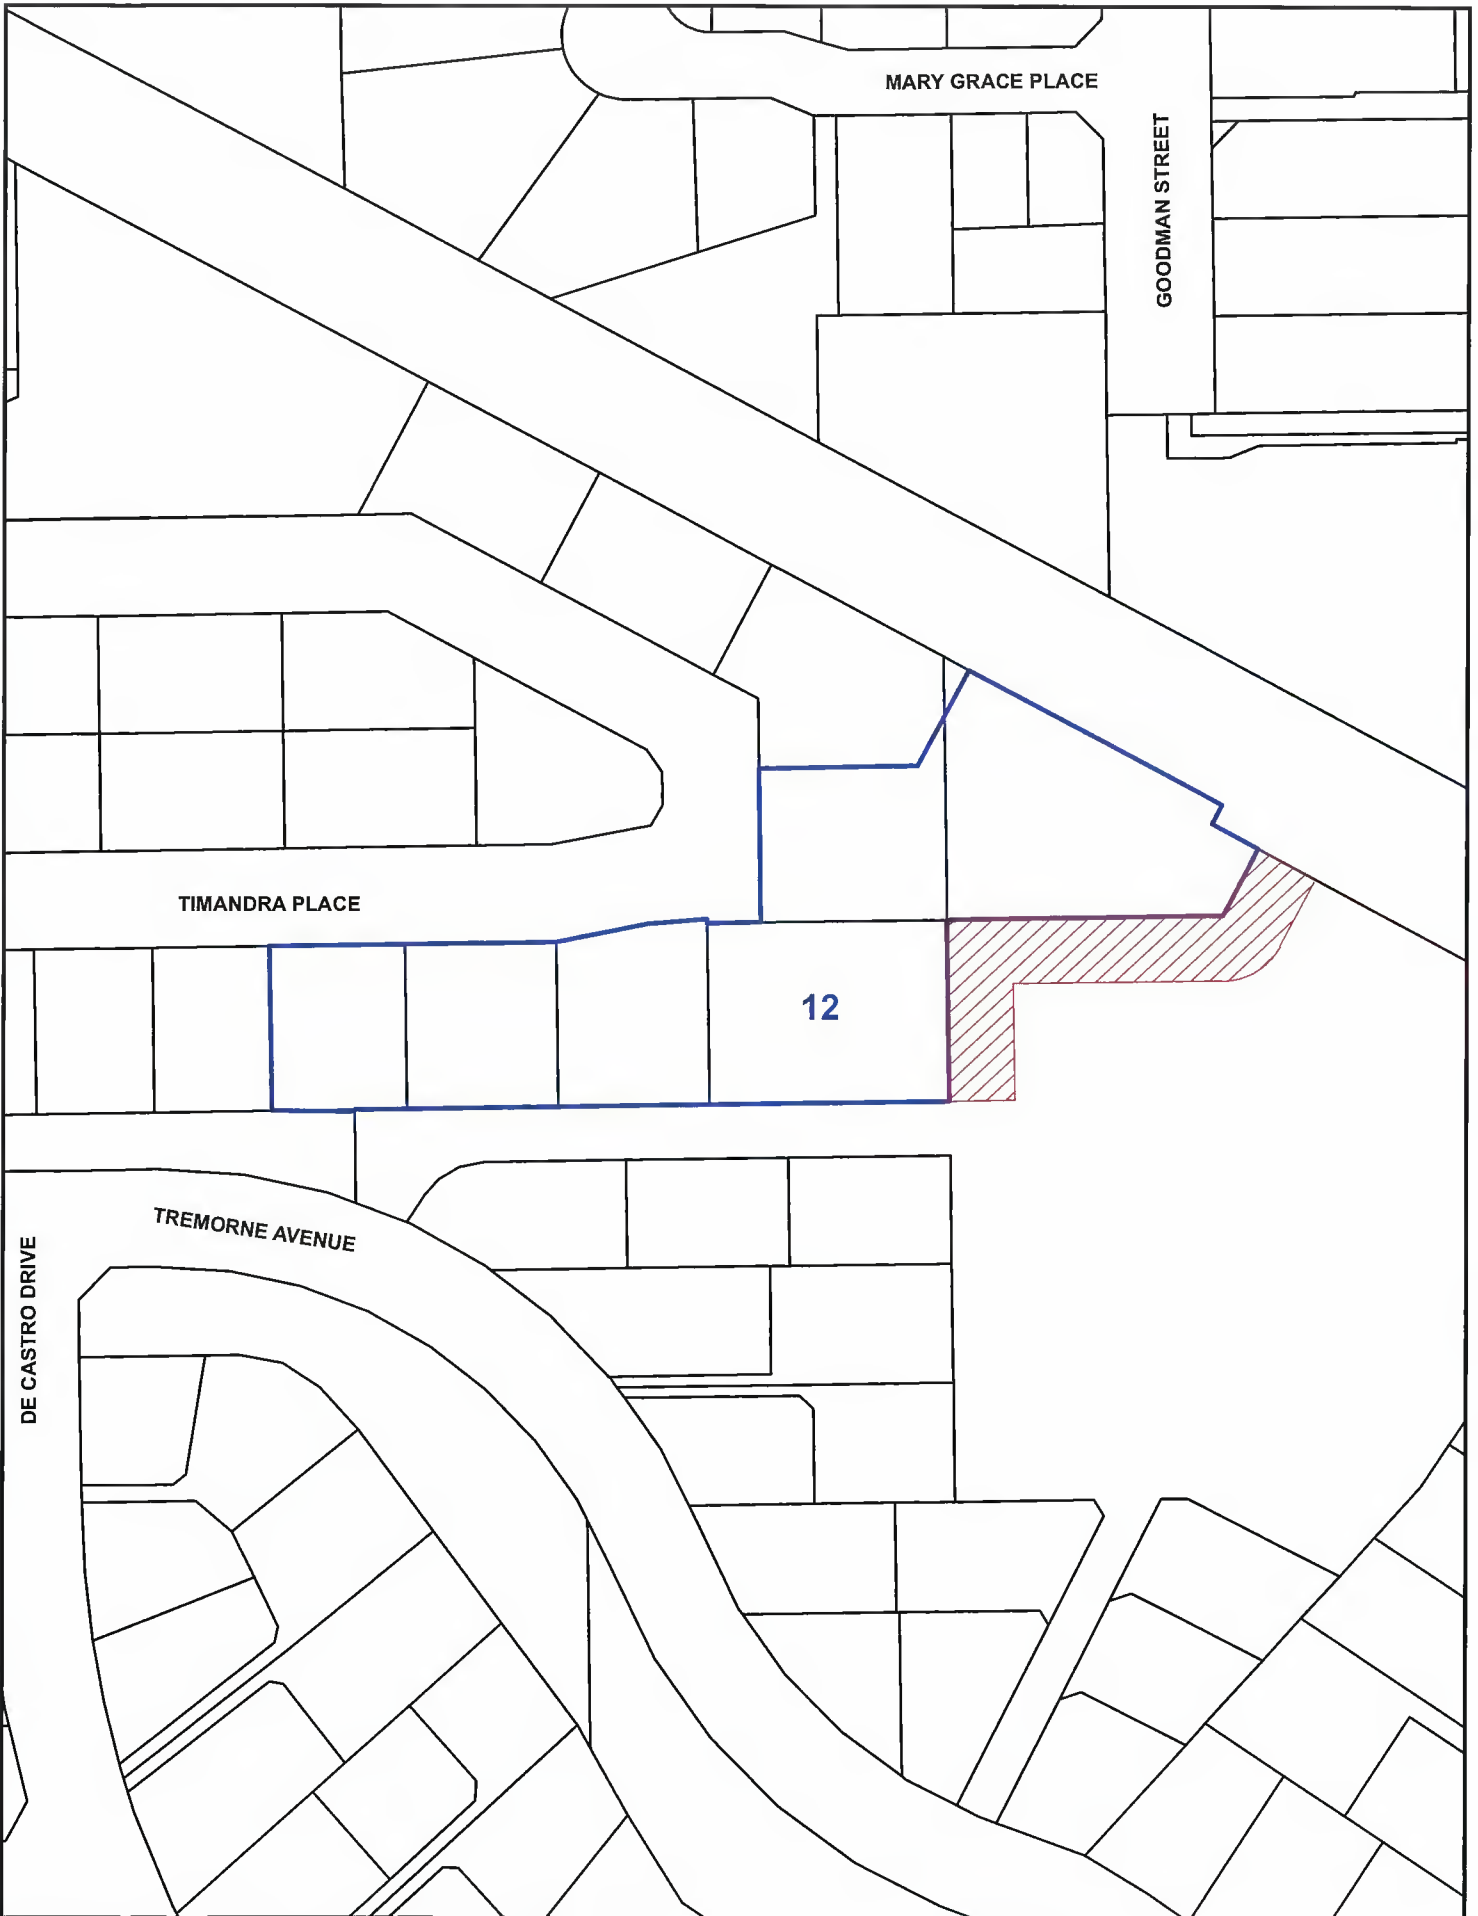 MARY GRACE PLACE
GOODMAN STREET
TIMANDRA PLACE
12
TREMORNE AVENUE
DE CASTRO DRIVE